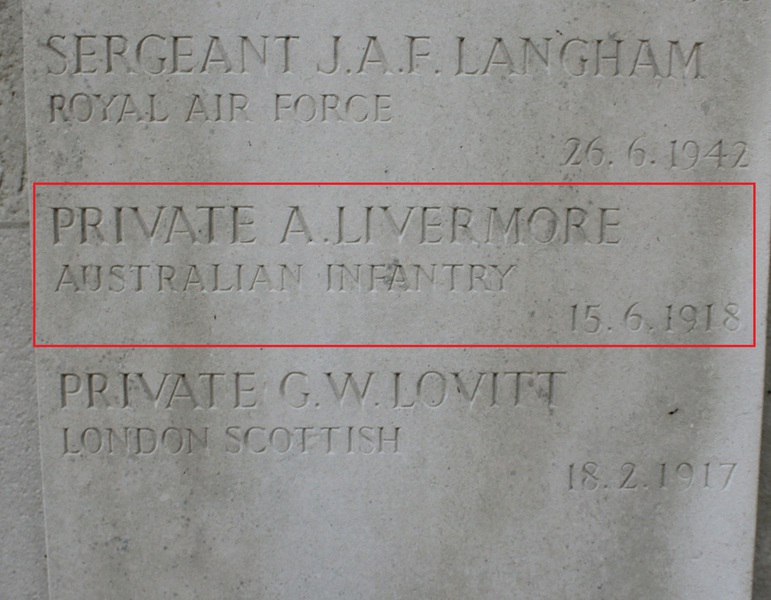 SERGEANT J.A.F. LANGHAM
ROYAL AIR FORCE
26.6.1942
PRIVATE A.LIVERMORE
AUSTRALIAN INFANTRY
15.6.1918
PRIVATE G.W.LOVITT
LONDON SCOTTISH
18.2.1917